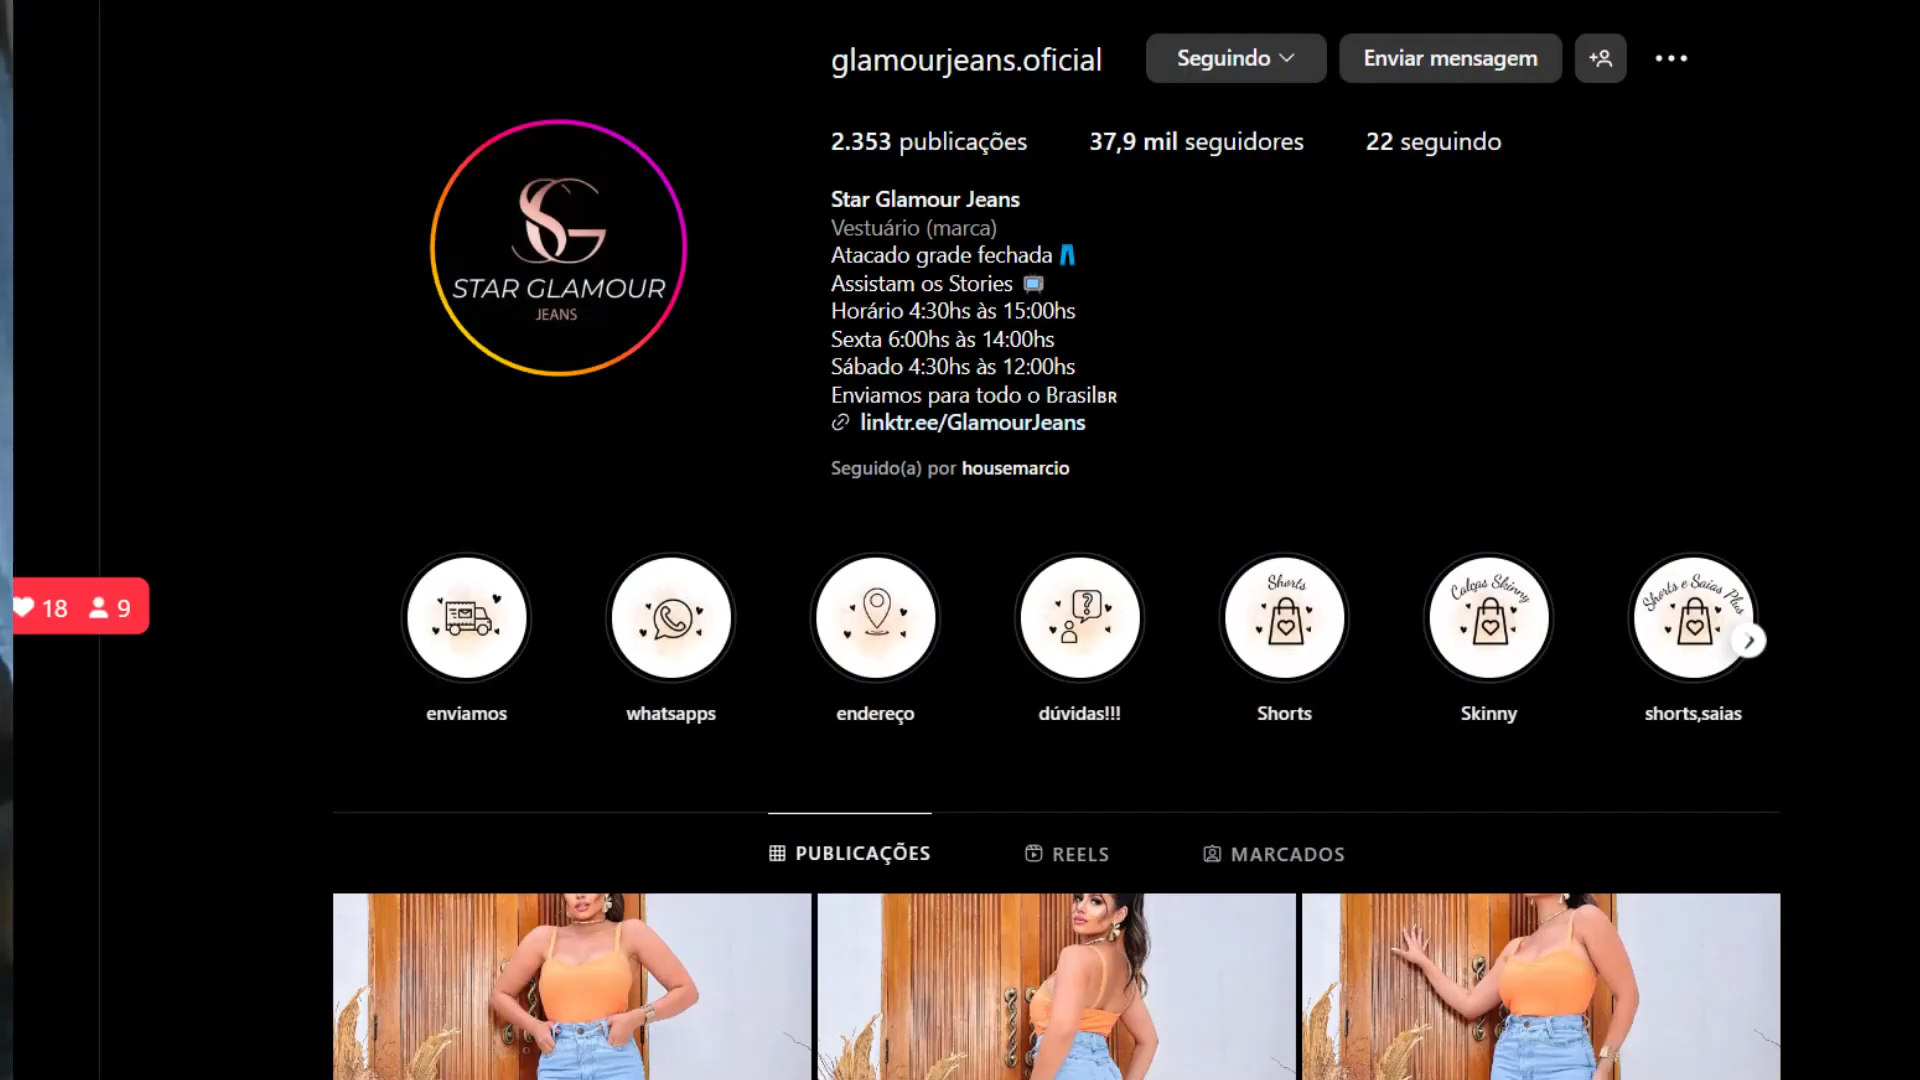 glamourjeans.oficial
Seguindo
Enviar mensagem
2.353 publicações
37,9 mil seguidores
22 seguindo
SG
STAR GLAMOUR
JEANS
Star Glamour Jeans
Vestuário (marca)
Atacado grade fechada 👖
Assistam os Stories 📺
Horário 4:30hs às 15:00hs
Sexta 6:00hs às 14:00hs
Sábado 4:30hs às 12:00hs
Enviamos para todo o BrasilBR
linktr.ee/GlamourJeans
Seguido(a) por housemarcio
18 9
Shorts
Calças Skinny
Shorts e Saias Plus
enviamos
whatsapps
endereço
dúvidas!!!
Shorts
Skinny
shorts,saias
PUBLICAÇÕES
REELS
MARCADOS